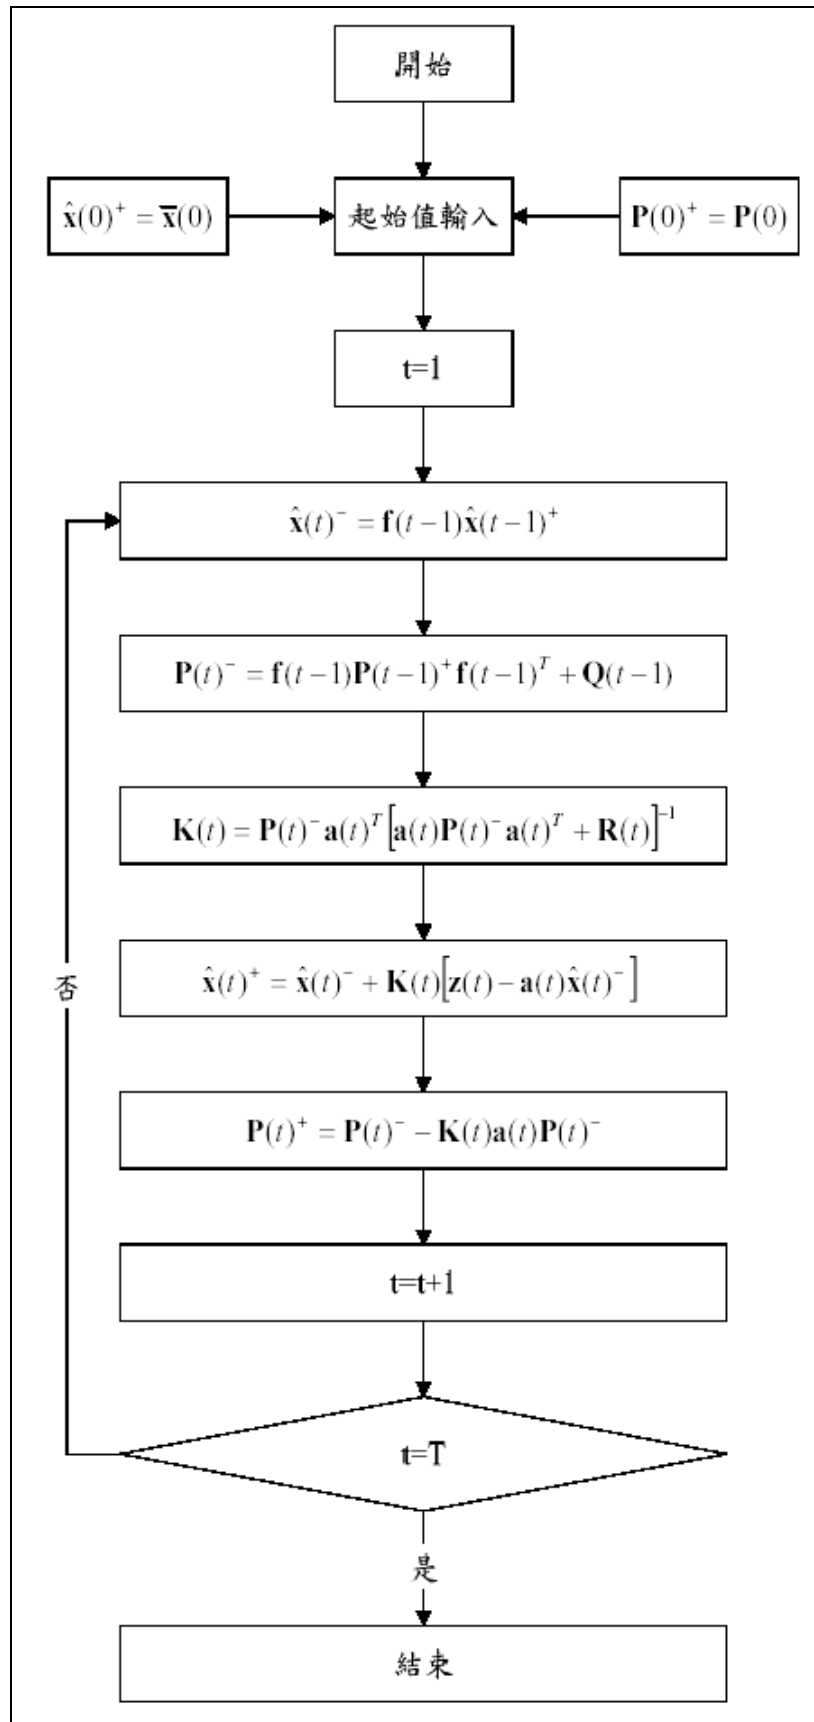 開始
x̂(0)⁺ = x̄(0)
起始值輸入
P(0)⁺ = P(0)
t=1
x̂(t)⁻ = f(t−1)x̂(t−1)⁺
P(t)⁻ = f(t−1)P(t−1)⁺f(t−1)ᵀ + Q(t−1)
K(t) = P(t)⁻a(t)ᵀ[a(t)P(t)⁻a(t)ᵀ + R(t)]⁻¹
x̂(t)⁺ = x̂(t)⁻ + K(t)[z(t) − a(t)x̂(t)⁻]
否
P(t)⁺ = P(t)⁻ − K(t)a(t)P(t)⁻
t=t+1
t=T
是
結束